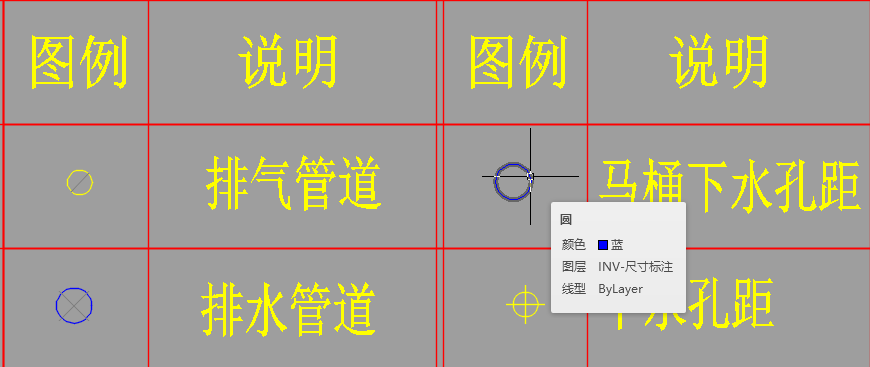 图例 说明 图例 说明
排气管道 马桶下水孔距
圆
颜色 蓝
图层 INV-尺寸标注
线型 ByLayer
排水管道 下水孔距